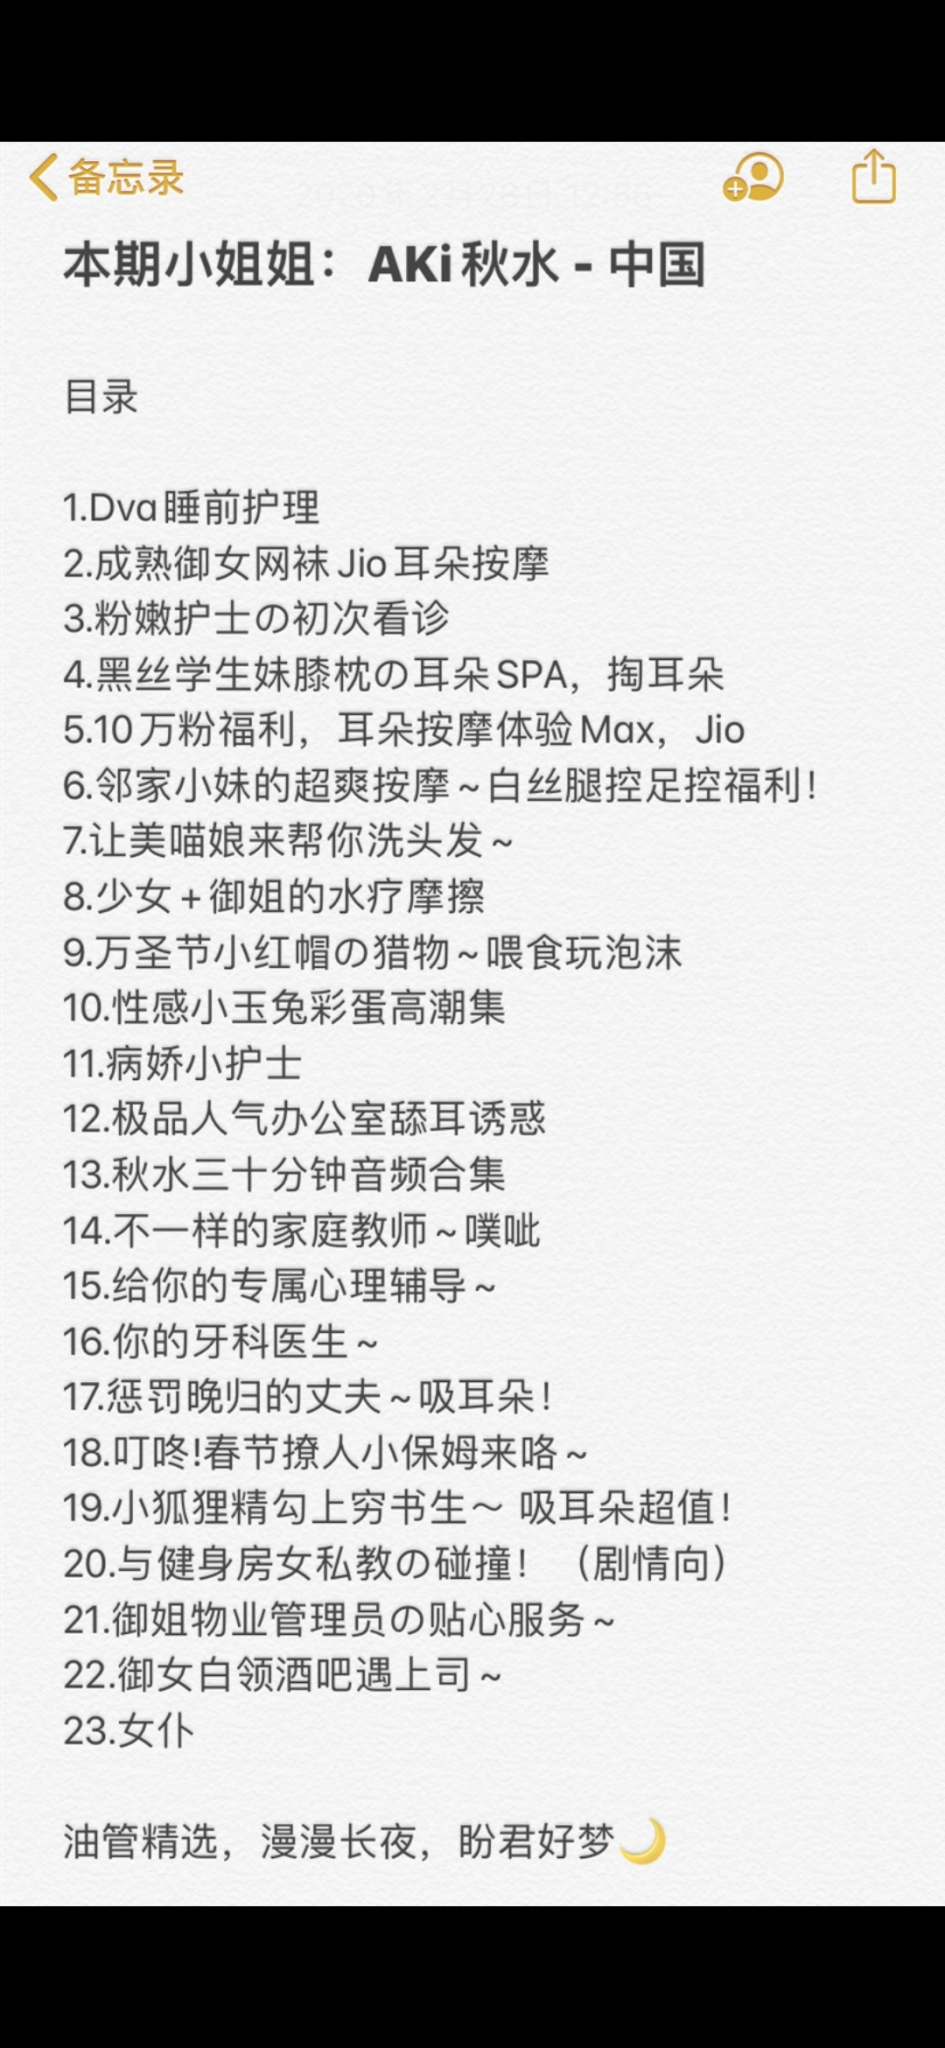 备忘录
本期小姐姐：AKi秋水 - 中国
目录
1.Dva睡前护理
2.成熟御女网袜Jio耳朵按摩
3.粉嫩护士の初次看诊
4.黑丝学生妹膝枕の耳朵SPA，掏耳朵
5.10万粉福利，耳朵按摩体验Max，Jio
6.邻家小妹的超爽按摩~白丝腿控足控福利！
7.让美喵娘来帮你洗头发~
8.少女+御姐的水疗摩擦
9.万圣节小红帽の猎物~喂食玩泡沫
10.性感小玉兔彩蛋高潮集
11.病娇小护士
12.极品人气办公室舔耳诱惑
13.秋水三十分钟音频合集
14.不一样的家庭教师~噗呲
15.给你的专属心理辅导~
16.你的牙科医生~
17.惩罚晚归的丈夫~吸耳朵！
18.叮咚!春节撩人小保姆来咯~
19.小狐狸精勾上穷书生～ 吸耳朵超值！
20.与健身房女私教の碰撞！（剧情向）
21.御姐物业管理员の贴心服务~
22.御女白领酒吧遇上司~
23.女仆
油管精选，漫漫长夜，盼君好梦🌙